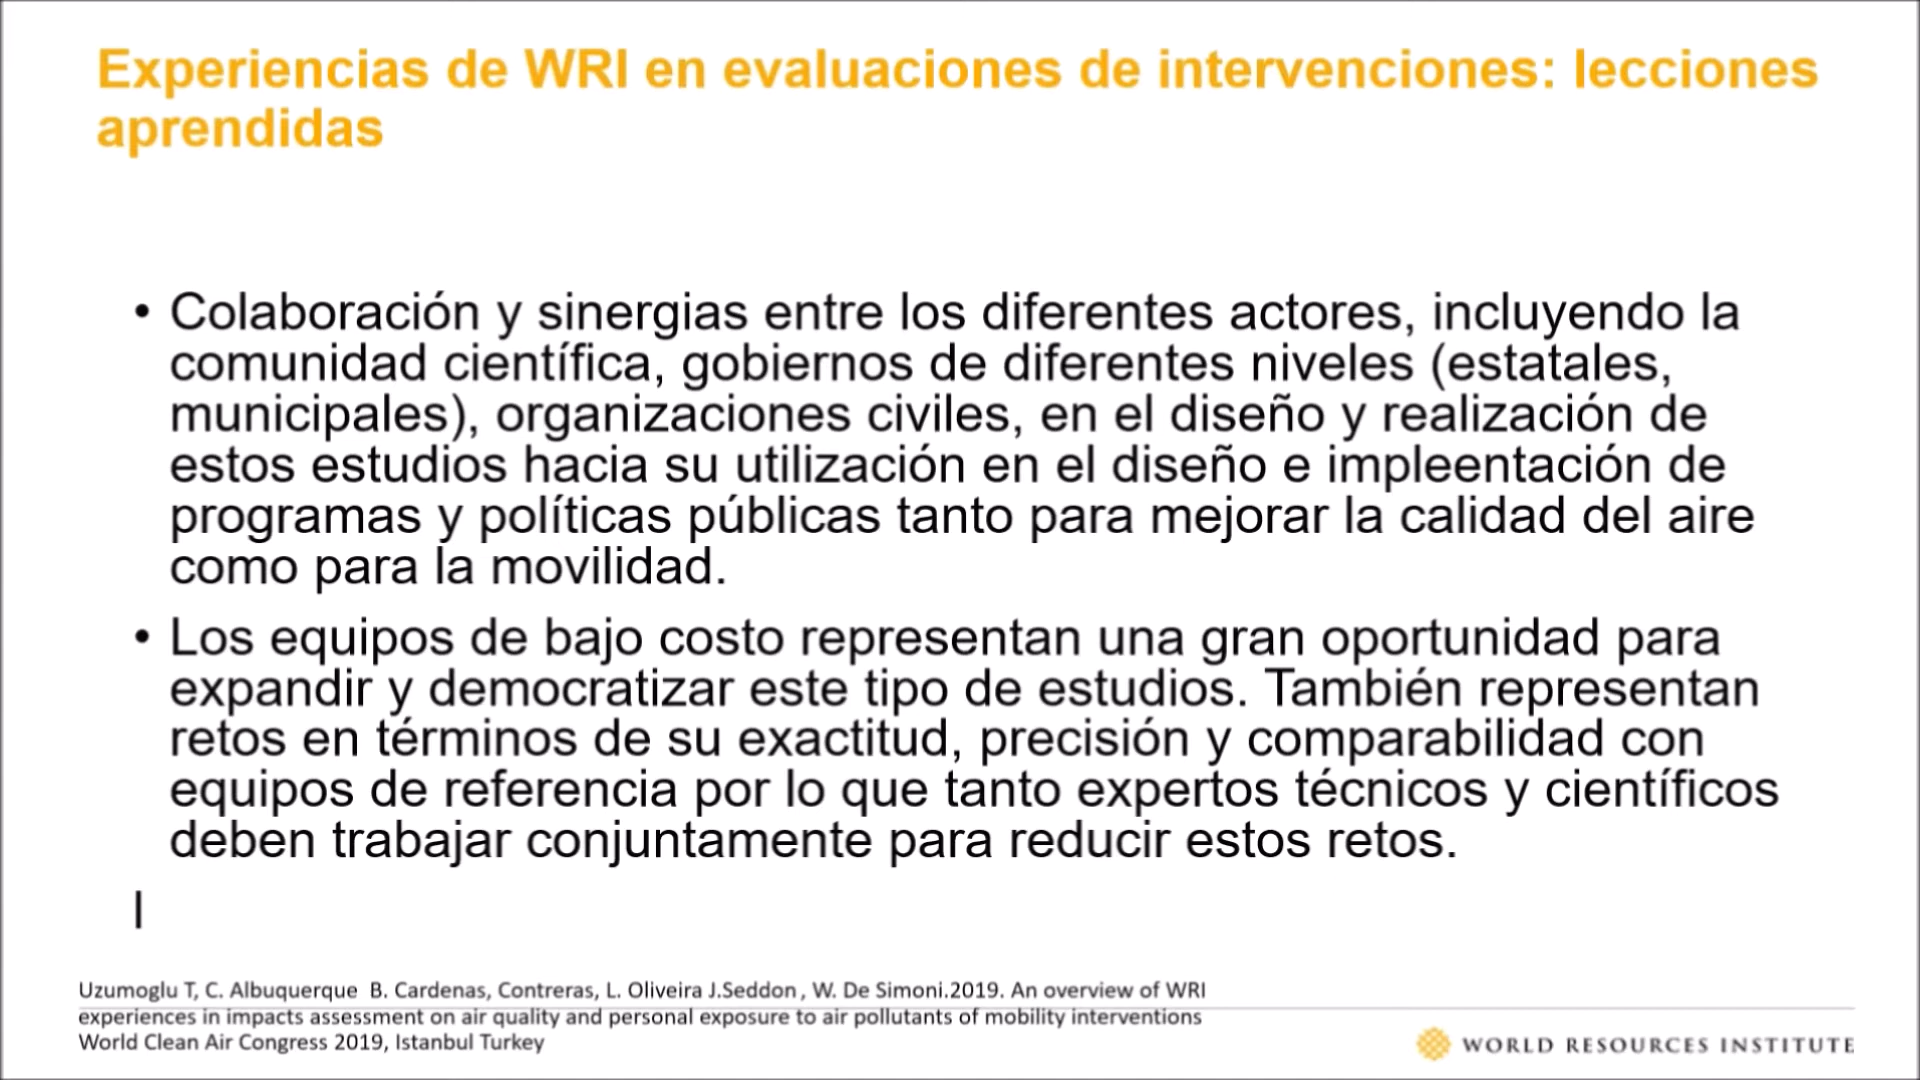 Experiencias de WRI en evaluaciones de intervenciones: lecciones
aprendidas
• Colaboración y sinergias entre los diferentes actores, incluyendo la
comunidad científica, gobiernos de diferentes niveles (estatales,
municipales), organizaciones civiles, en el diseño y realización de
estos estudios hacia su utilización en el diseño e impleentación de
programas y políticas públicas tanto para mejorar la calidad del aire
como para la movilidad.
• Los equipos de bajo costo representan una gran oportunidad para
expandir y democratizar este tipo de estudios. También representan
retos en términos de su exactitud, precisión y comparabilidad con
equipos de referencia por lo que tanto expertos técnicos y científicos
deben trabajar conjuntamente para reducir estos retos.
l
Uzumoglu T, C. Albuquerque B. Cardenas, Contreras, L. Oliveira J.Seddon, W. De Simoni.2019. An overview of WRI
experiences in impacts assessment on air quality and personal exposure to air pollutants of mobility interventions
World Clean Air Congress 2019, Istanbul Turkey
WORLD RESOURCES INSTITUTE